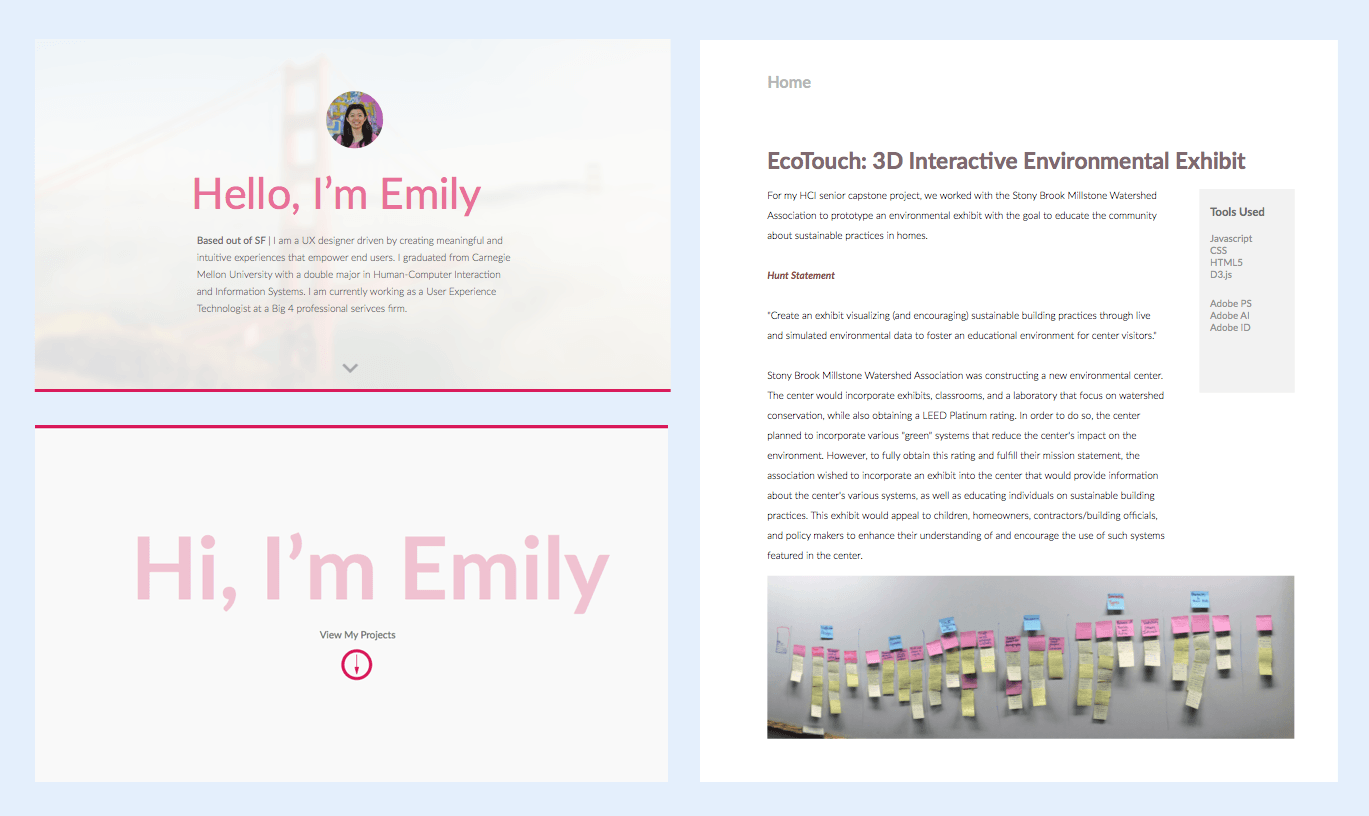 Hello, I'm Emily
Based out of SF | I am a UX designer driven by creating meaningful and
intuitive experiences that empower end users. I graduated from Carnegie
Mellon University with a double major in Human-Computer Interaction
and Information Systems. I am currently working as a User Experience
Technologist at a Big 4 professional serivces firm.
Hi, I'm Emily
View My Projects
Home
EcoTouch: 3D Interactive Environmental Exhibit
For my HCI senior capstone project, we worked with the Stony Brook Millstone Watershed
Association to prototype an environmental exhibit with the goal to educate the community
about sustainable practices in homes.
Hunt Statement
"Create an exhibit visualizing (and encouraging) sustainable building practices through live
and simulated environmental data to foster an educational environment for center visitors."
Stony Brook Millstone Watershed Association was constructing a new environmental center.
The center would incorporate exhibits, classrooms, and a laboratory that focus on watershed
conservation, while also obtaining a LEED Platinum rating. In order to do so, the center
planned to incorporate various "green" systems that reduce the center's impact on the
environment. However, to fully obtain this rating and fulfill their mission statement, the
association wished to incorporate an exhibit into the center that would provide information
about the center's various systems, as well as educating individuals on sustainable building
practices. This exhibit would appeal to children, homeowners, contractors/building officials,
and policy makers to enhance their understanding of and encourage the use of such systems
featured in the center.
Tools Used
Javascript
CSS
HTML5
D3.js
Adobe PS
Adobe AI
Adobe ID